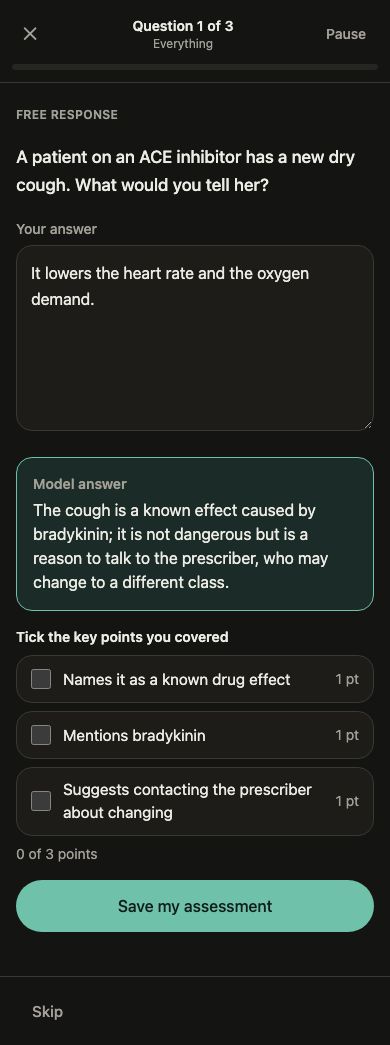 Question 1 of 3
Everything
Pause
FREE RESPONSE
A patient on an ACE inhibitor has a new dry
cough. What would you tell her?
Your answer
It lowers the heart rate and the oxygen
demand.
Model answer
The cough is a known effect caused by
bradykinin; it is not dangerous but is a
reason to talk to the prescriber, who may
change to a different class.
Tick the key points you covered
Names it as a known drug effect
1 pt
Mentions bradykinin
1 pt
Suggests contacting the prescriber
about changing
1 pt
0 of 3 points
Save my assessment
Skip